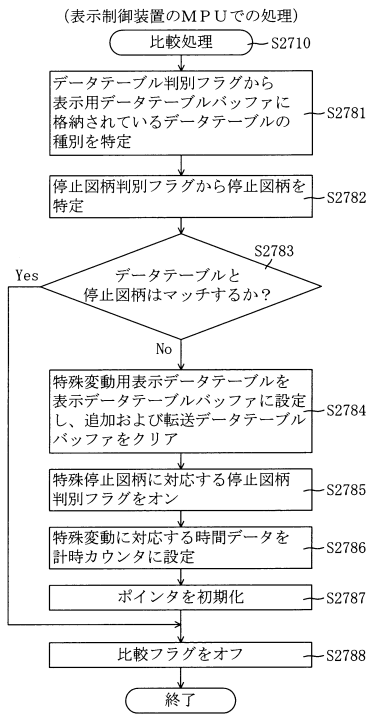 (表示制御装置のＭＰＵでの処理)
比較処理
S2710
データテーブル判別フラグから
表示用データテーブルバッファに
格納されているデータテーブルの
種別を特定
S2781
停止図柄判別フラグから停止図柄を
特定
S2782
S2783
Yes
データテーブルと
停止図柄はマッチするか？
No
特殊変動用表示データテーブルを
表示データテーブルバッファに設定
し、追加および転送データテーブル
バッファをクリア
S2784
特殊停止図柄に対応する停止図柄
判別フラグをオン
S2785
特殊変動に対応する時間データを
計時カウンタに設定
S2786
ポインタを初期化
S2787
比較フラグをオフ
S2788
終了